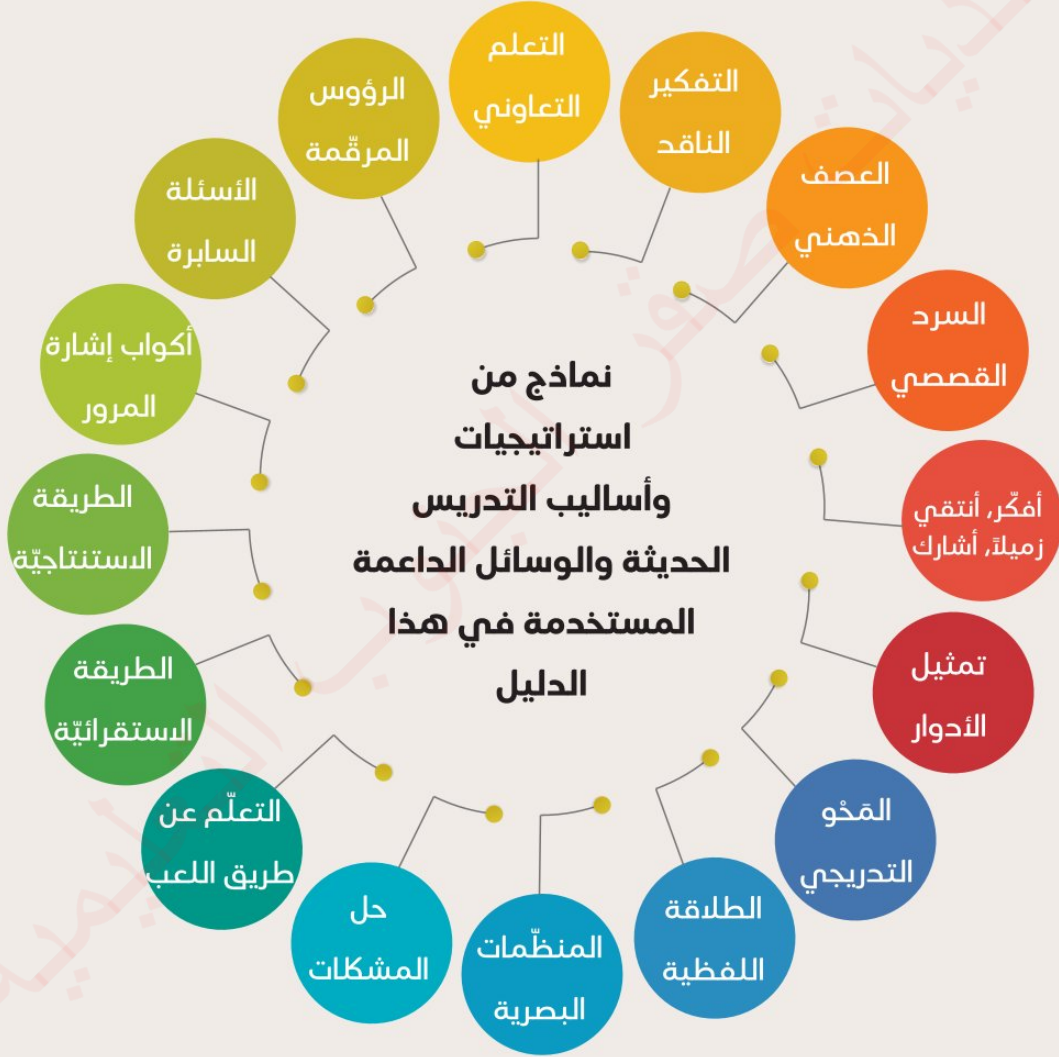 نماذج من
استراتيجيات
وأساليب التدريس
الحديثة والوسائل الداعمة
المستخدمة في هذا
الدليل
التعلم
التعاوني
التفكير
الناقد
العصف
الذهني
السرد
القصصي
أفكّر، أنتقي
زميلاً، أشارك
تمثيل
الأدوار
المَحْو
التدريجي
الطلاقة
اللفظية
المنظّمات
البصرية
حل
المشكلات
التعلّم عن
طريق اللعب
الطريقة
الاستقرائيّة
الطريقة
الاستنتاجيّة
أكواب إشارة
المرور
الأسئلة
السابرة
الرؤوس
المرقّمة